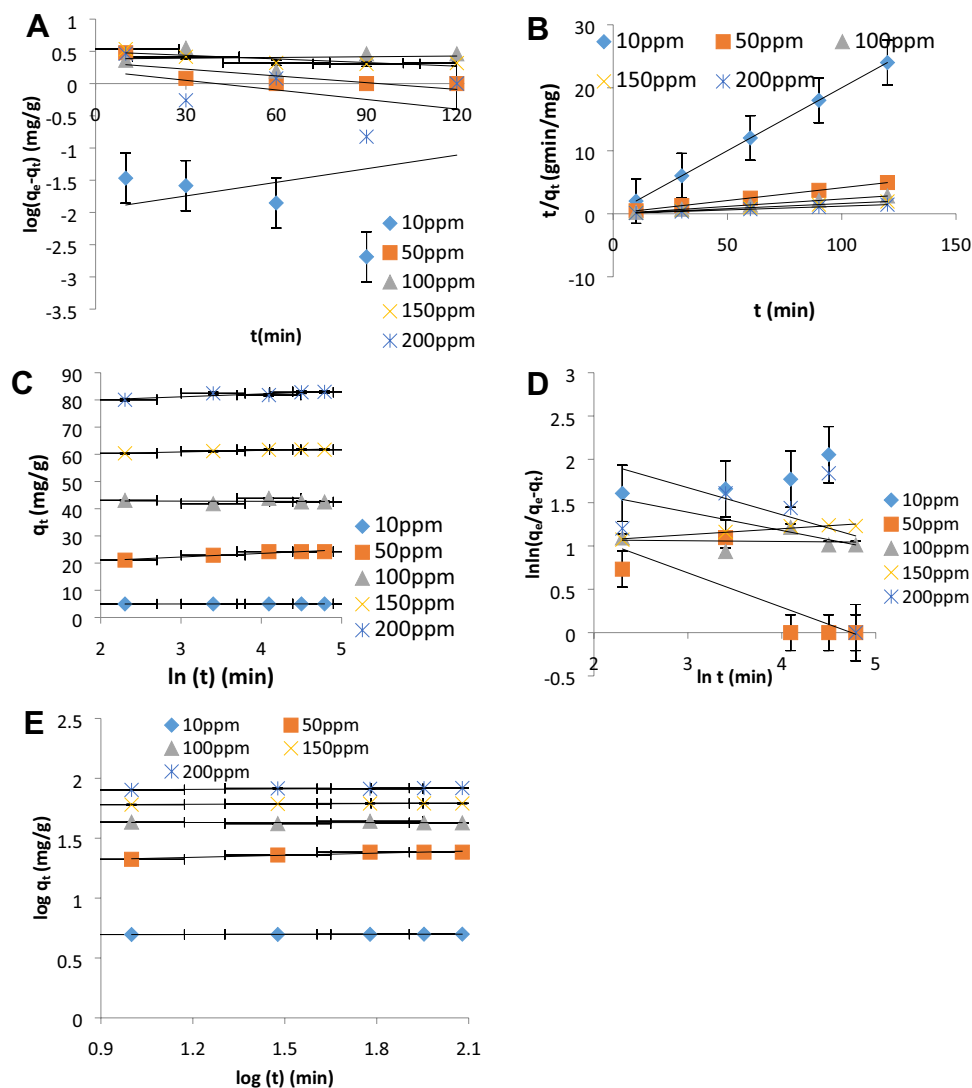 A
1
0.5
0
-0.5
-1
-1.5
-2
-2.5
-3
-3.5
0 30 60 90 120
log(qe-qt) (mg/g)
t(min)
10ppm
50ppm
100ppm
150ppm
200ppm
B
30
20
10
0
-10
0 50 100 150
t/qt (gmin/mg)
t (min)
10ppm 50ppm 100ppm
150ppm 200ppm
C
90
80
70
60
50
40
30
20
10
0
2 3 4 5
qt (mg/g)
ln (t) (min)
10ppm
50ppm
100ppm
150ppm
200ppm
D
3
2.5
2
1.5
1
0.5
0
-0.5
2 3 4 5
lnln(qe/qe-qt)
ln t (min)
10ppm
50ppm
100ppm
150ppm
200ppm
E
2.5
2
1.5
1
0.5
0
0.9 1.2 1.5 1.8 2.1
log qt (mg/g)
log (t) (min)
10ppm 50ppm
100ppm 150ppm
200ppm